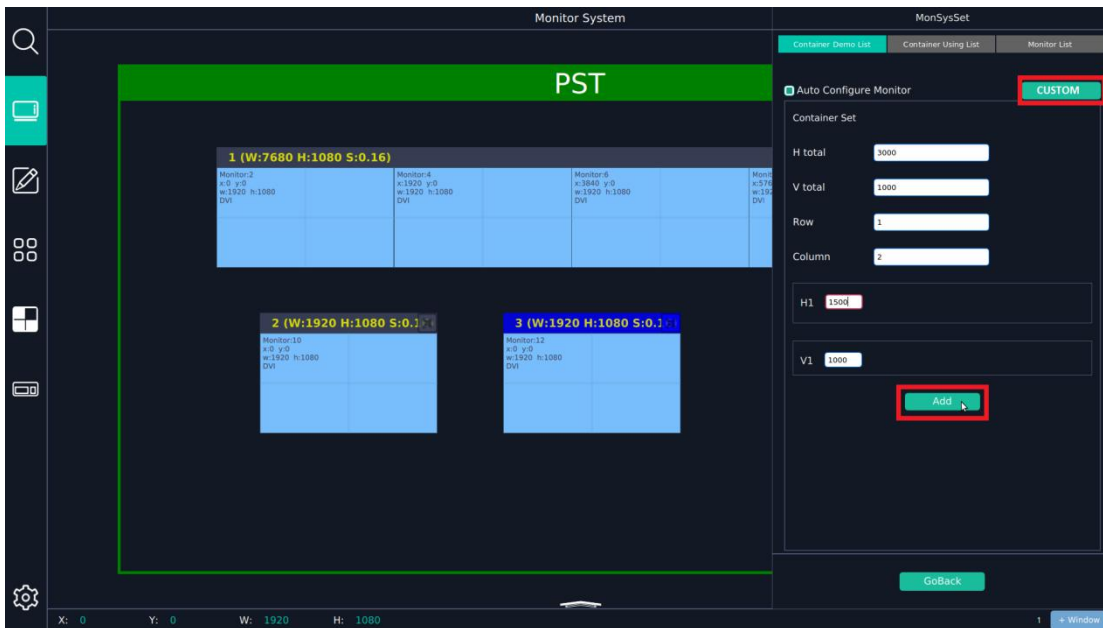 Monitor System
MonSysSet
Container Demo List
Container Using List
Monitor List
PST
Auto Configure Monitor
CUSTOM
Container Set
H total 3000
V total 1000
Row 1
Column 2
H1 1500
V1 1000
Add
GoBack
1 (W:7680 H:1080 S:0.16)
Monitor:2
x:0 y:0
w:1920 h:1080
DVI
Monitor:4
x:1920 y:0
w:1920 h:1080
DVI
Monitor:6
x:3840 y:0
w:1920 h:1080
DVI
Monit
x:576
w:192
DVI
2 (W:1920 H:1080 S:0.1
Monitor:10
x:0 y:0
w:1920 h:1080
DVI
3 (W:1920 H:1080 S:0.1
Monitor:12
x:0 y:0
w:1920 h:1080
DVI
X: 0 Y: 0 W: 1920 H: 1080
1 + Window